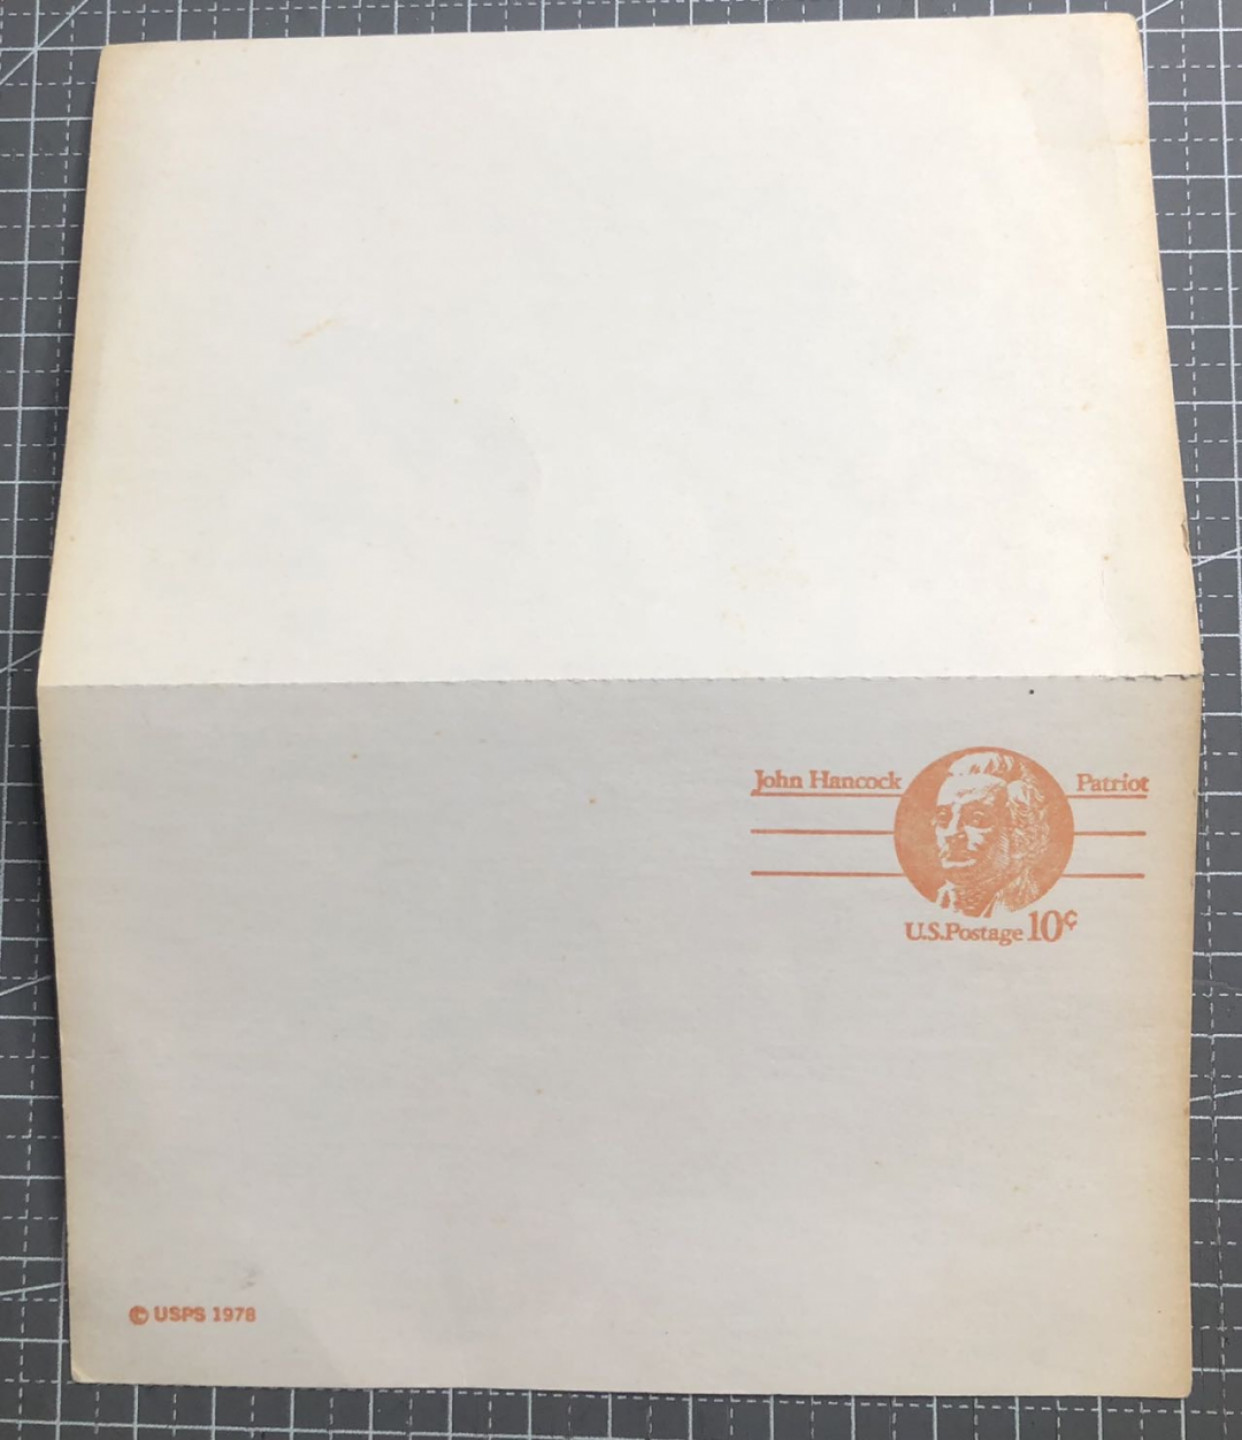 John Hancock Patriot
U.S.Postage 10¢
© USPS 1978